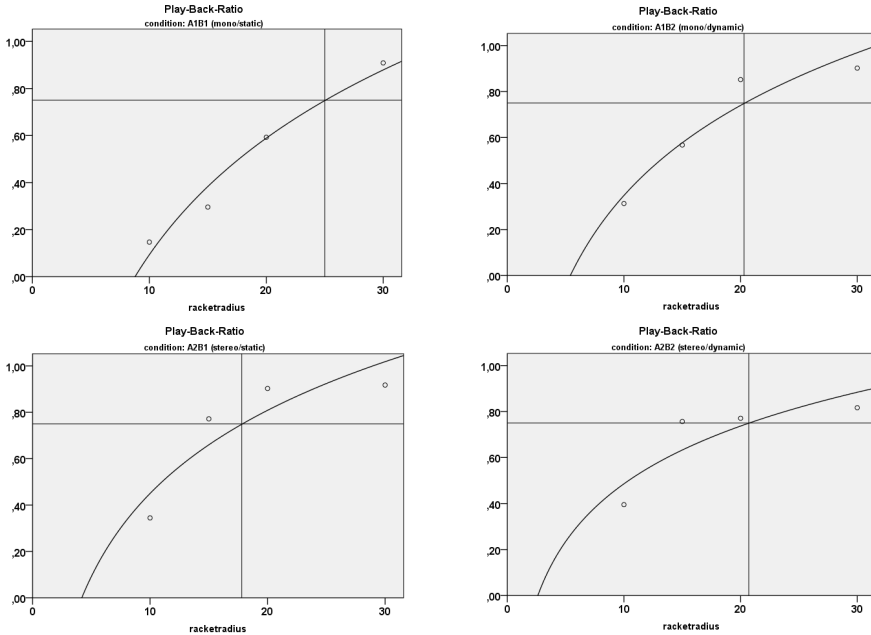 Play-Back-Ratio
condition: A1B1 (mono/static)
1,00
,80
,60
,40
,20
,00
0 10 20 30
racketradius
Play-Back-Ratio
condition: A1B2 (mono/dynamic)
1,00
,80
,60
,40
,20
,00
0 10 20 30
racketradius
Play-Back-Ratio
condition: A2B1 (stereo/static)
1,00
,80
,60
,40
,20
,00
0 10 20 30
racketradius
Play-Back-Ratio
condition: A2B2 (stereo/dynamic)
1,00
,80
,60
,40
,20
,00
0 10 20 30
racketradius